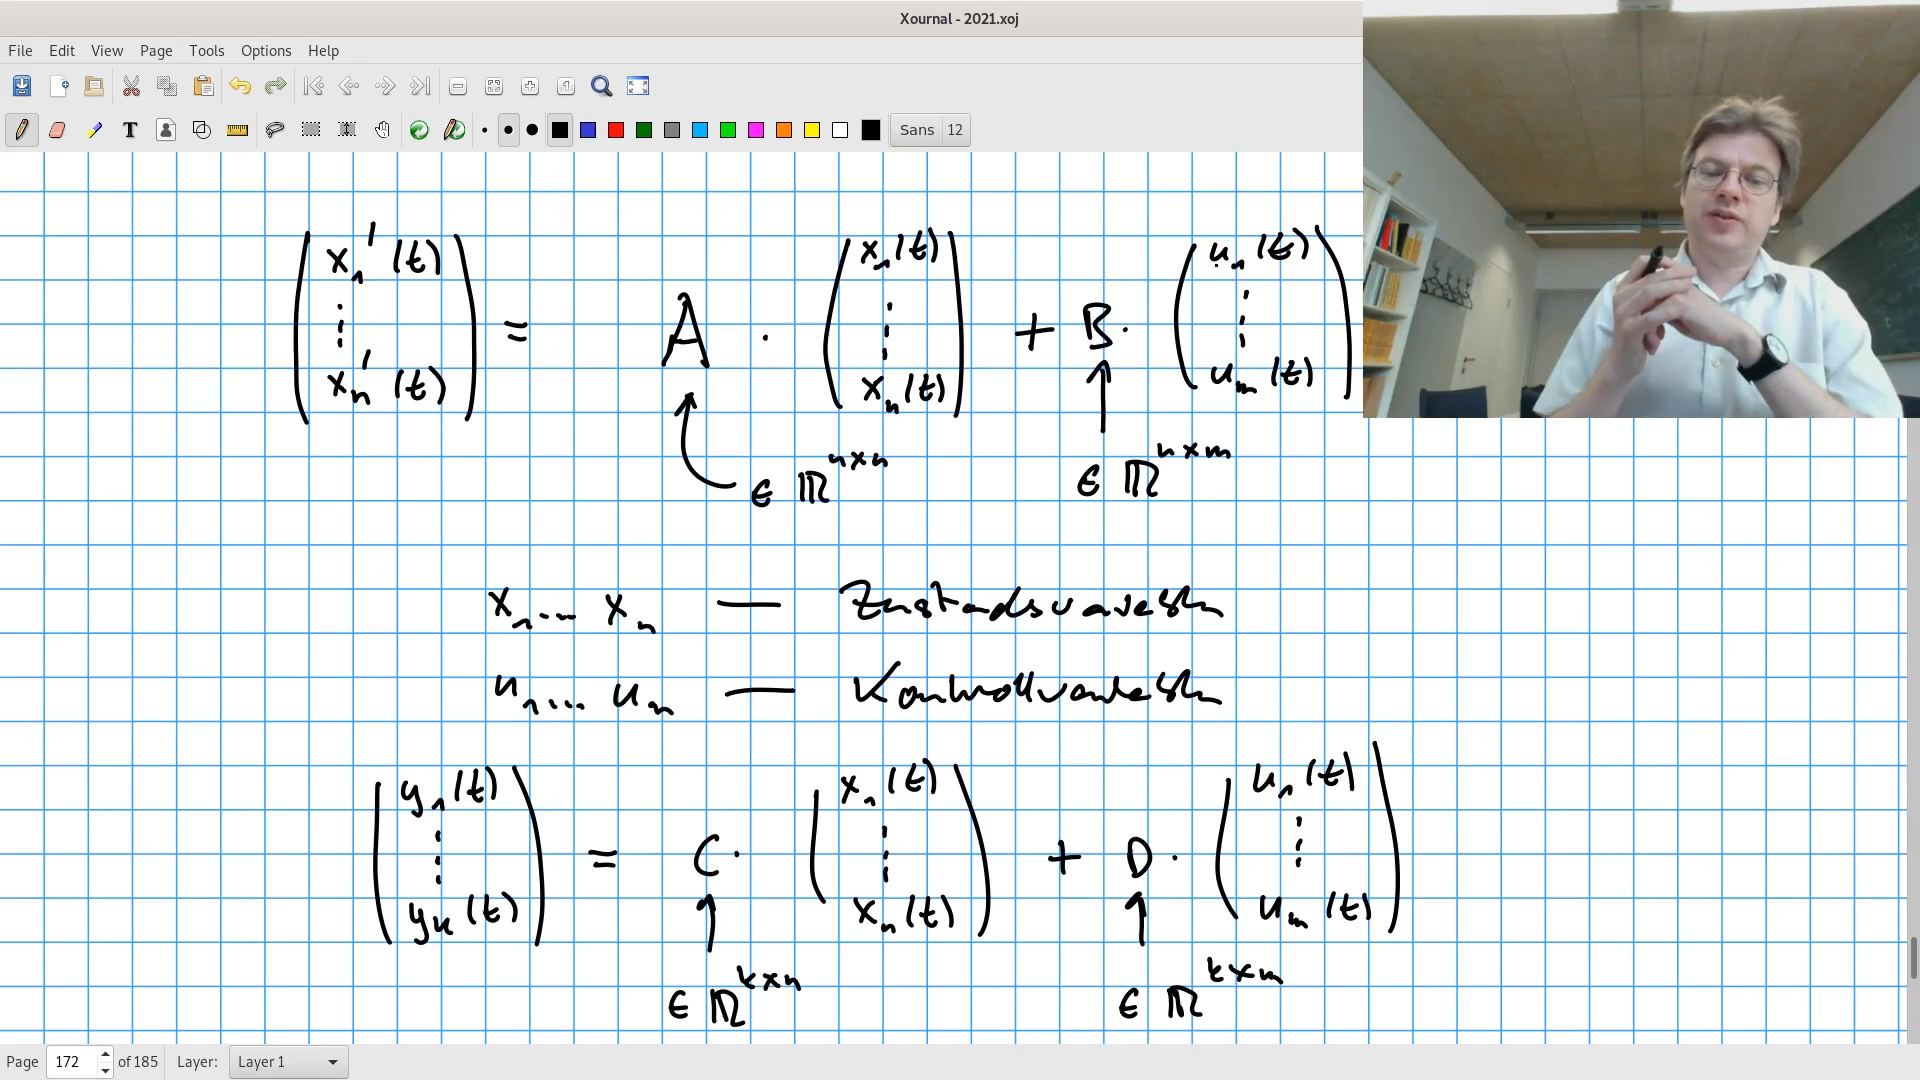 Xournal - 2021.xoj
File Edit View Page Tools Options Help
Sans 12
( x₁'(t) ⋮ xₙ'(t) ) = A · ( x₁(t) ⋮ xₙ(t) ) + B · ( u₁(t) ⋮ uₘ(t) )
∈ ℝⁿˣⁿ ∈ ℝⁿˣᵐ
x₁ ... xₙ — Zustandsvariablen
u₁ ... uₘ — Kontrollvariablen
( y₁(t) ⋮ yₖ(t) ) = C · ( x₁(t) ⋮ xₙ(t) ) + D · ( u₁(t) ⋮ uₘ(t) )
∈ ℝᵏˣⁿ ∈ ℝᵏˣᵐ
Page 172 of 185 Layer: Layer 1